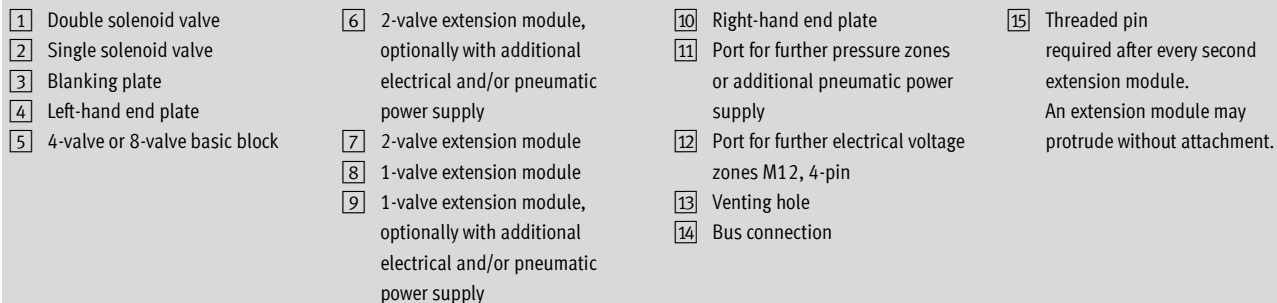 1 Double solenoid valve
2 Single solenoid valve
3 Blanking plate
4 Left-hand end plate
5 4-valve or 8-valve basic block
6 2-valve extension module,
optionally with additional
electrical and/or pneumatic
power supply
7 2-valve extension module
8 1-valve extension module
9 1-valve extension module,
optionally with additional
electrical and/or pneumatic
power supply
10 Right-hand end plate
11 Port for further pressure zones
or additional pneumatic power
supply
12 Port for further electrical voltage
zones M12, 4-pin
13 Venting hole
14 Bus connection
15 Threaded pin
required after every second
extension module.
An extension module may
protrude without attachment.